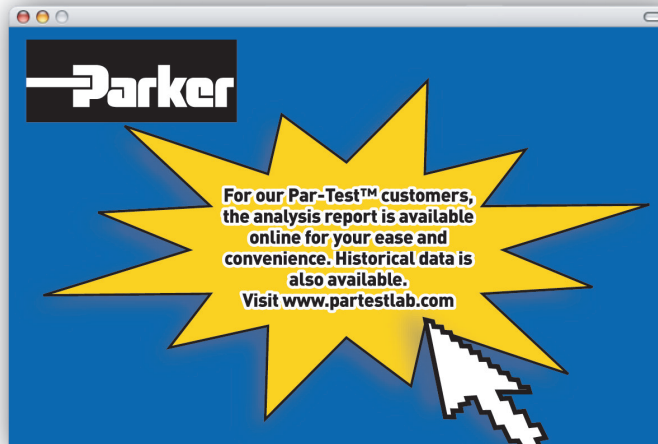 Parker
For our Par-Test™ customers,
the analysis report is available
online for your ease and
convenience. Historical data is
also available.
Visit www.partestlab.com